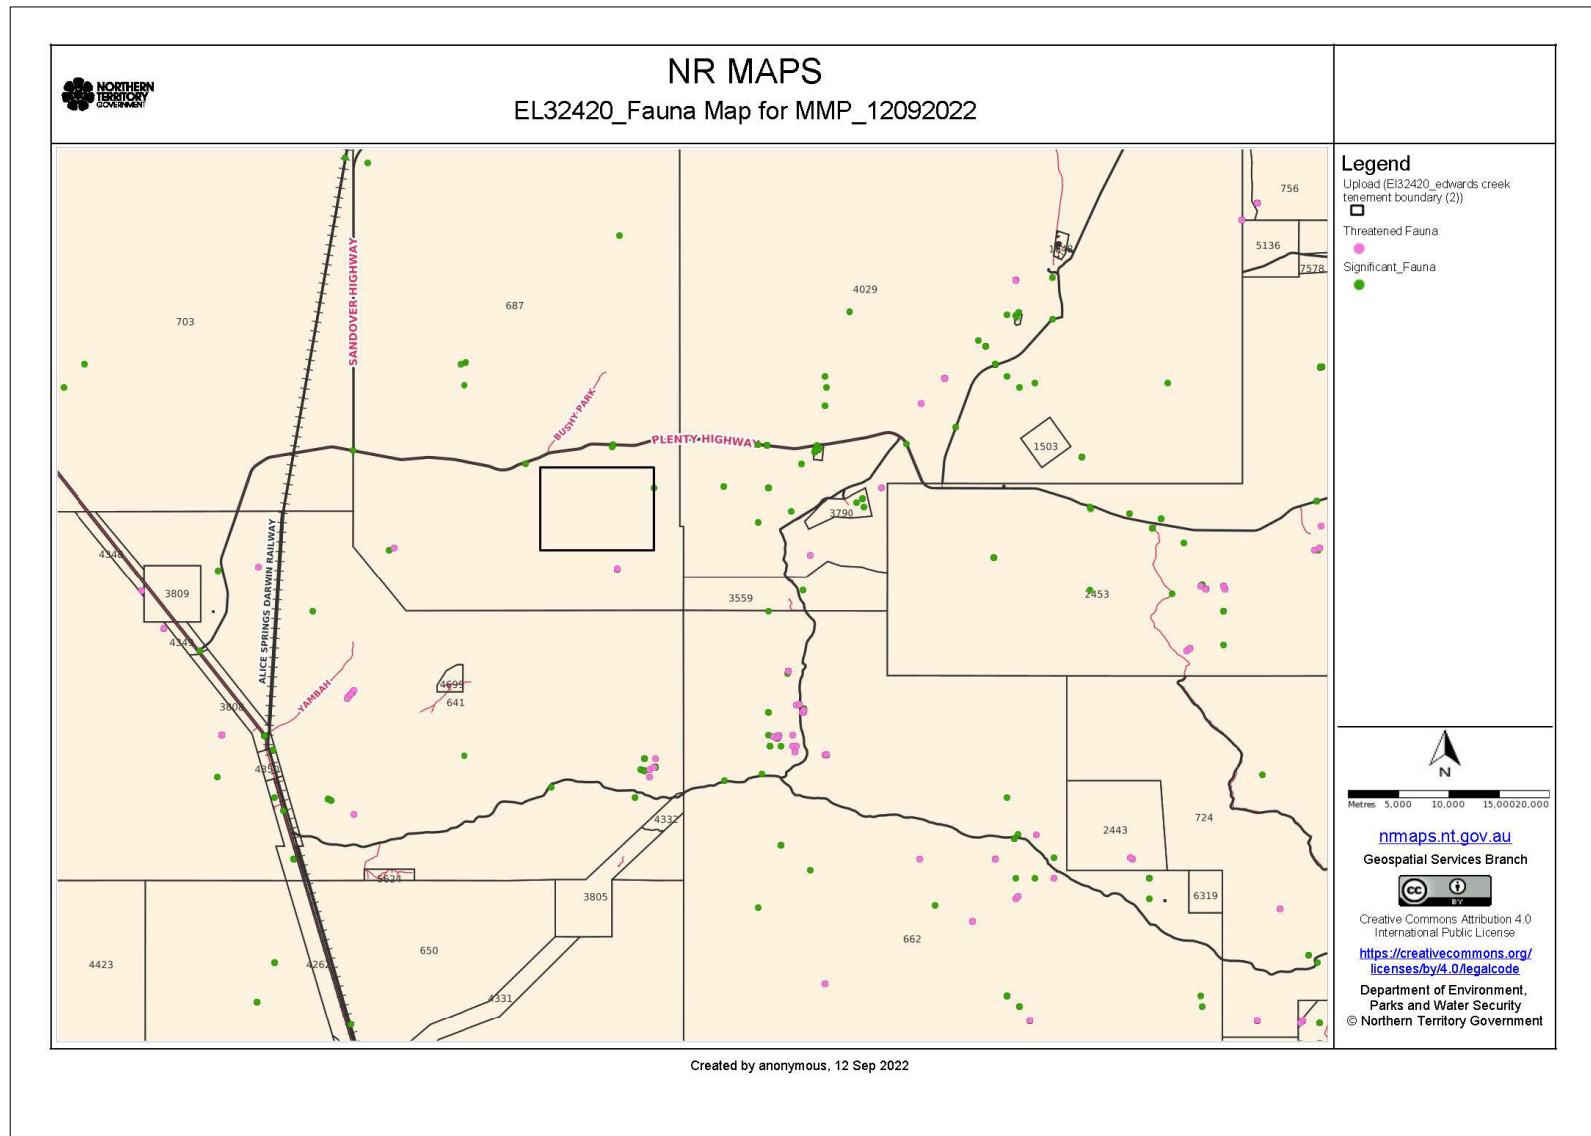 NORTHERN
TERRITORY
GOVERNMENT
NR MAPS
EL32420_Fauna Map for MMP_12092022
Legend
Upload (El32420_edwards creek
tenement boundary (2))
Threatened Fauna
Significant_Fauna
756
5136
7578
4029
687
703
SANDOVER HIGHWAY
BUSHY PARK
PLENTY HIGHWAY
1503
3790
4348
3809
ALICE SPRINGS DARWIN RAILWAY
3559
2453
4349
4699
641
YAMBAH
3808
4350
4332
2443
724
5624
3805
6319
650
662
4423
4262
4331
N
Metres 5,000 10,000 15,000 20,000
nrmaps.nt.gov.au
Geospatial Services Branch
cc BY
Creative Commons Attribution 4.0
International Public License
https://creativecommons.org/
licenses/by/4.0/legalcode
Department of Environment,
Parks and Water Security
© Northern Territory Government
Created by anonymous, 12 Sep 2022